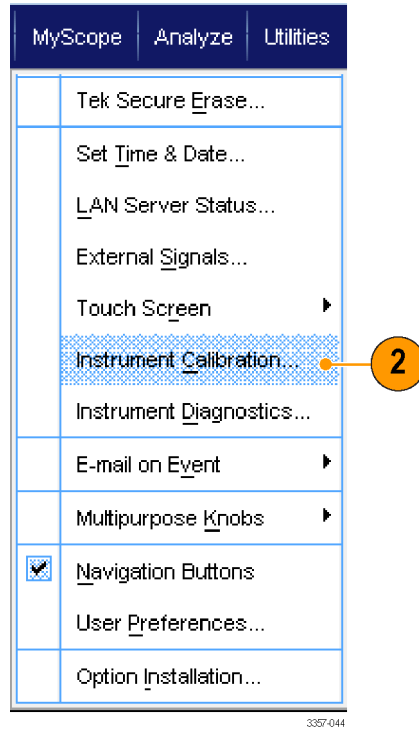 MyScope Analyze Utilities
Tek Secure Erase...
Set Time & Date...
LAN Server Status...
External Signals...
Touch Screen
Instrument Calibration...
2
Instrument Diagnostics...
E-mail on Event
Multipurpose Knobs
Navigation Buttons
User Preferences...
Option Installation...
3357-044